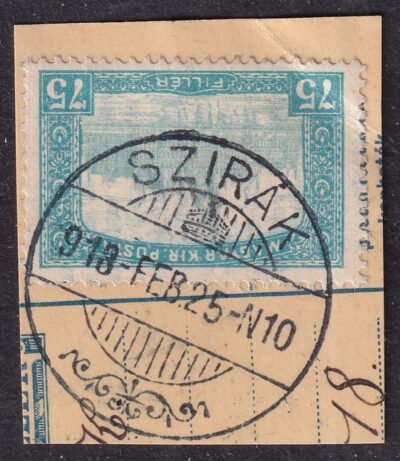 75 FILLÉR 75
MAGYAR KIR. POSTA
SZIRÁK
918-FEB.25-N10
18.